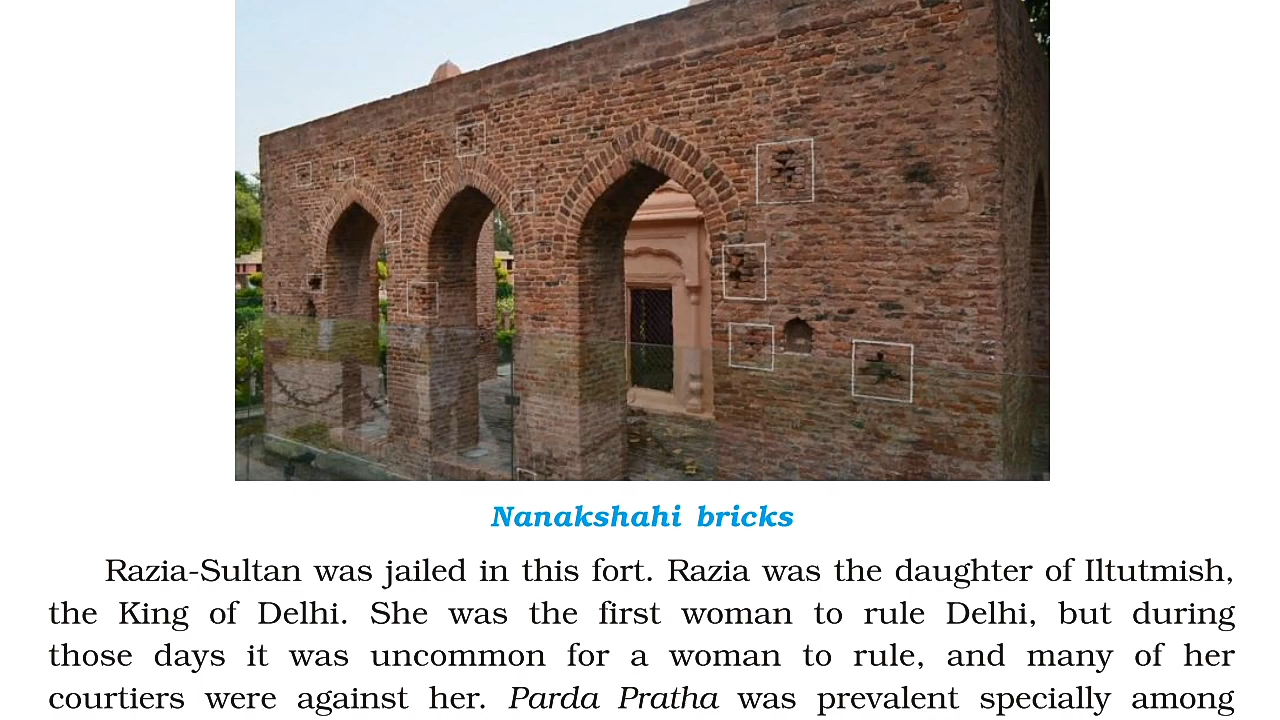 Nanakshahi bricks
Razia-Sultan was jailed in this fort. Razia was the daughter of Iltutmish,
the King of Delhi. She was the first woman to rule Delhi, but during
those days it was uncommon for a woman to rule, and many of her
courtiers were against her. Parda Pratha was prevalent specially among